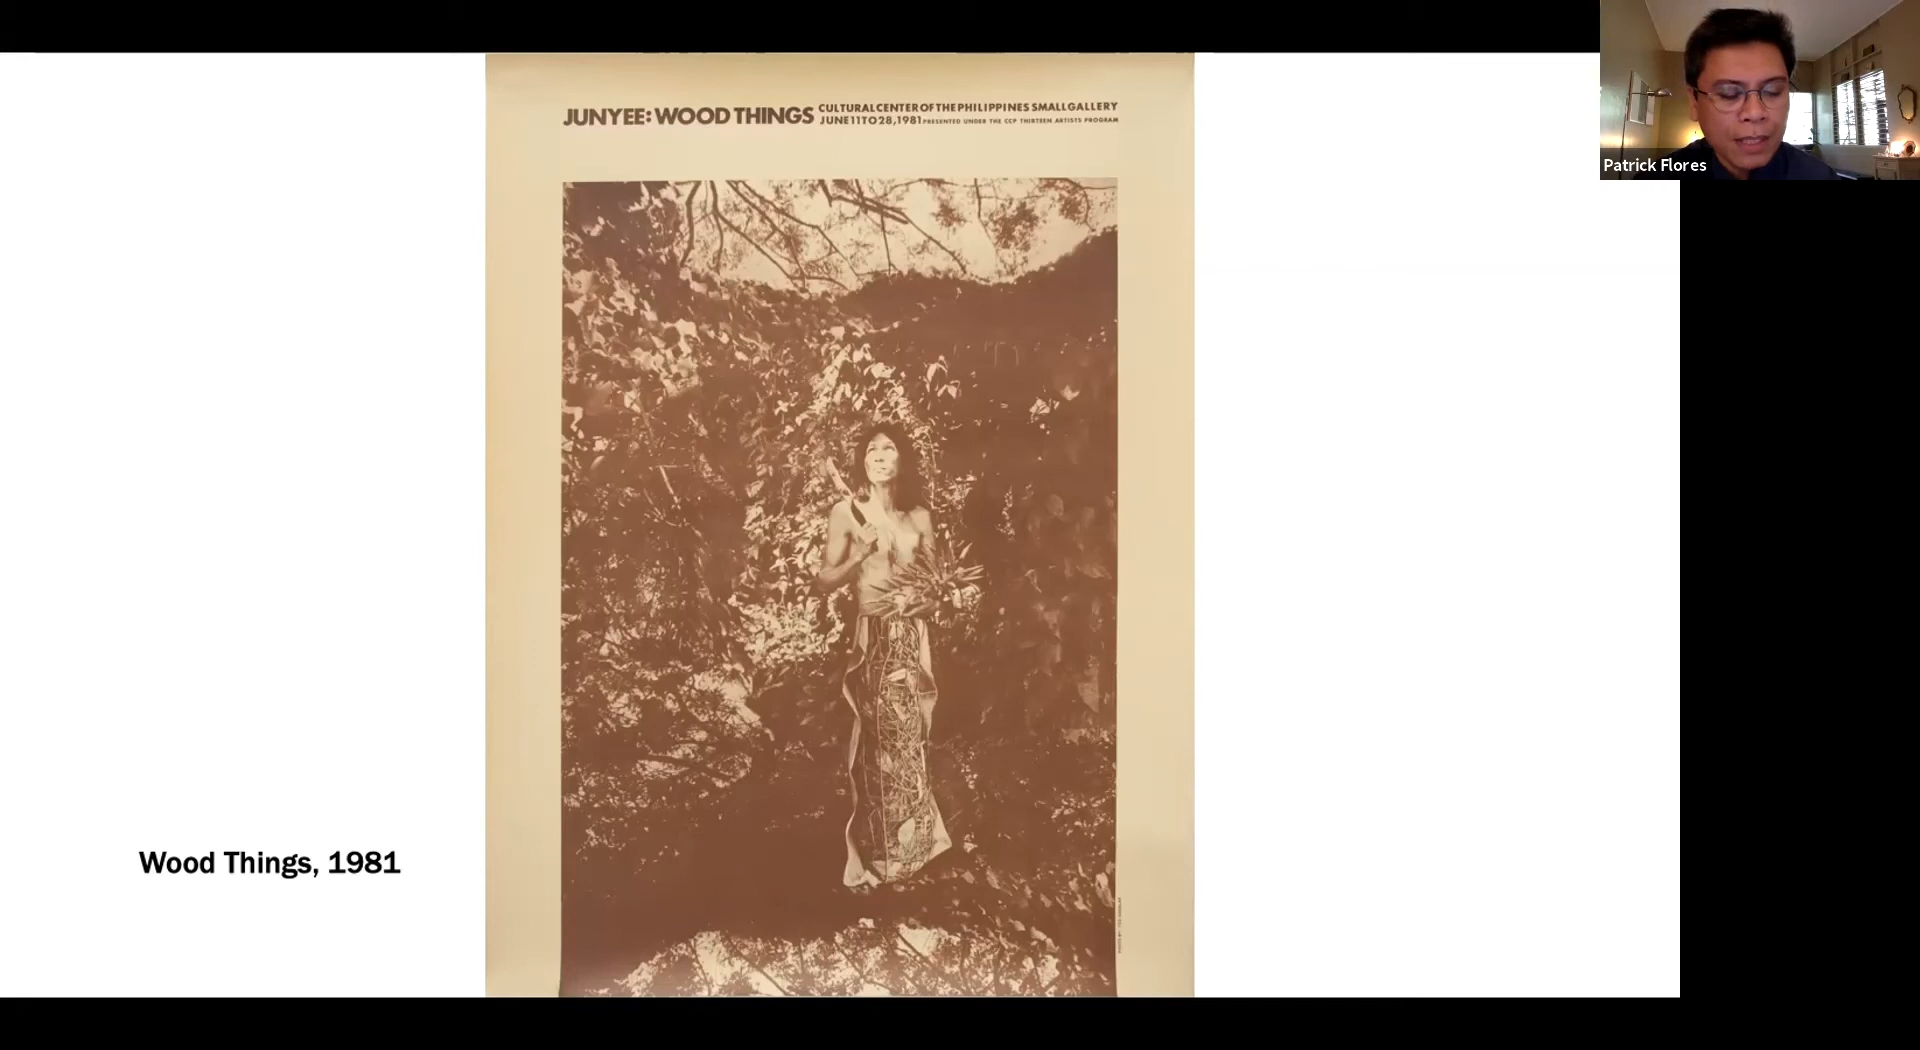 JUNYEE: WOOD THINGS CULTURAL CENTER OF THE PHILIPPINES SMALL GALLERY
JUNE 11 TO 28, 1981 PRESENTED UNDER THE CCP THIRTEEN ARTISTS PROGRAM
Patrick Flores
Wood Things, 1981